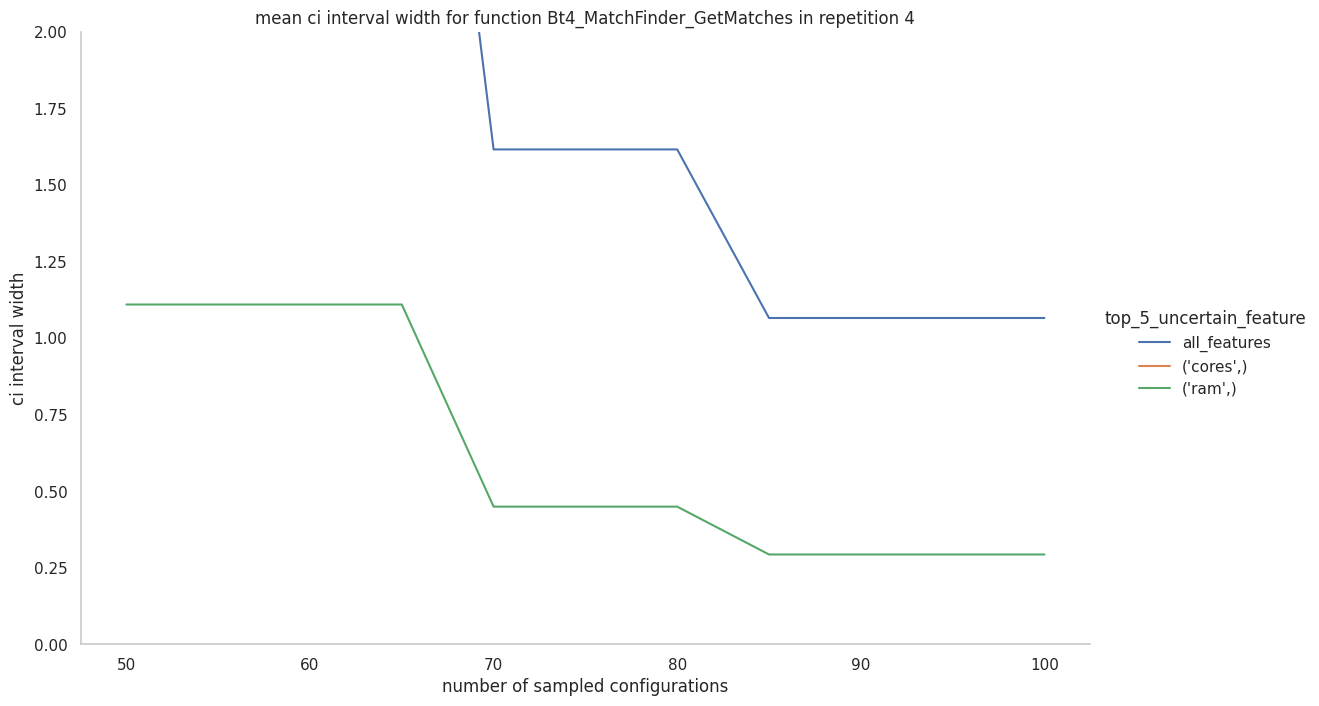 mean ci interval width for function Bt4_MatchFinder_GetMatches in repetition 4
2.00
1.75
1.50
1.25
1.00
0.75
0.50
0.25
0.00
ci interval width
50 60 70 80 90 100
number of sampled configurations
top_5_uncertain_feature
all_features
('cores',)
('ram',)